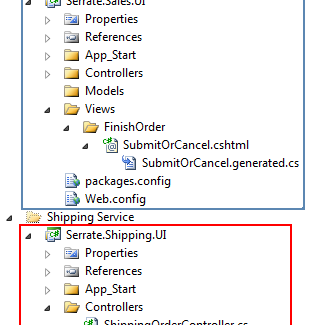 Serrate.Sales.UI
Properties
References
App_Start
Controllers
Models
Views
FinishOrder
SubmitOrCancel.cshtml
SubmitOrCancel.generated.cs
packages.config
Web.config
Shipping Service
Serrate.Shipping.UI
Properties
References
App_Start
Controllers
ShippingOrderController.cs